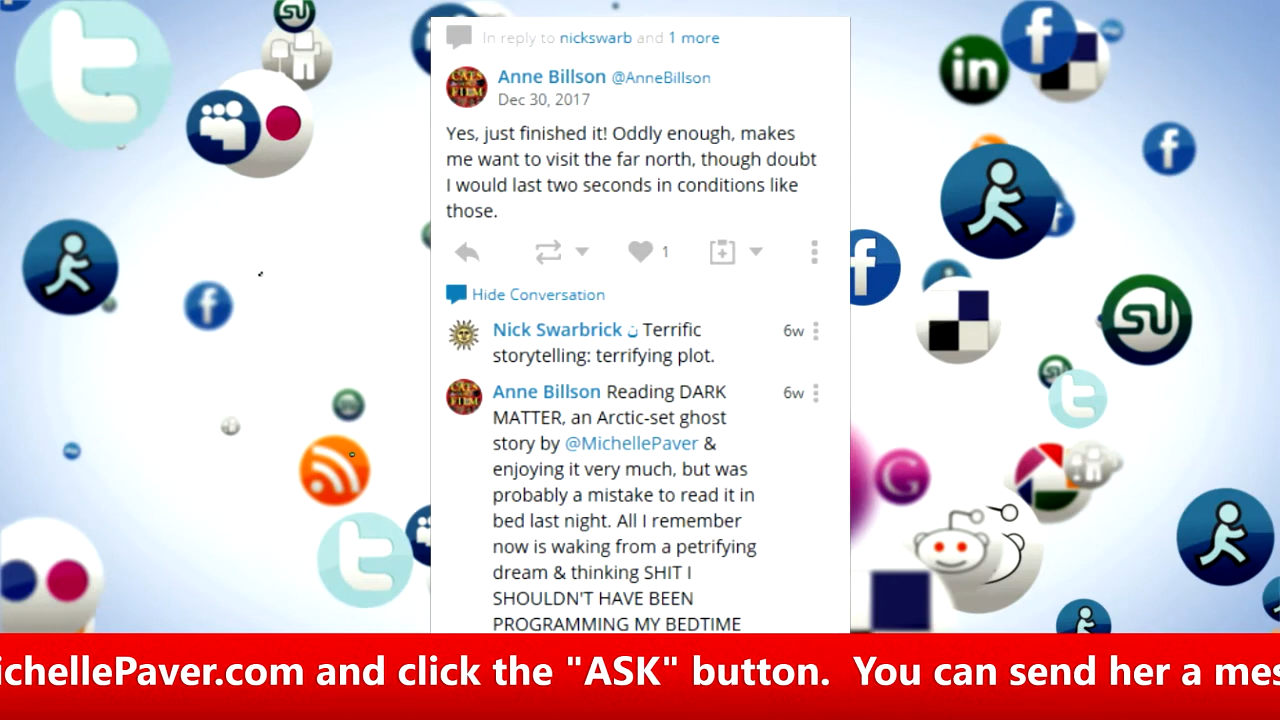 In reply to nickswarb and 1 more
Anne Billson @AnneBillson
Dec 30, 2017
Yes, just finished it! Oddly enough, makes
me want to visit the far north, though doubt
I would last two seconds in conditions like
those.
1
Hide Conversation
Nick Swarbrick ن Terrific 6w
storytelling: terrifying plot.
Anne Billson Reading DARK 6w
MATTER, an Arctic-set ghost
story by @MichellePaver &
enjoying it very much, but was
probably a mistake to read it in
bed last night. All I remember
now is waking from a petrifying
dream & thinking SHIT I
SHOULDN'T HAVE BEEN
PROGRAMMING MY BEDTIME
ichellePaver.com and click the "ASK" button. You can send her a mes